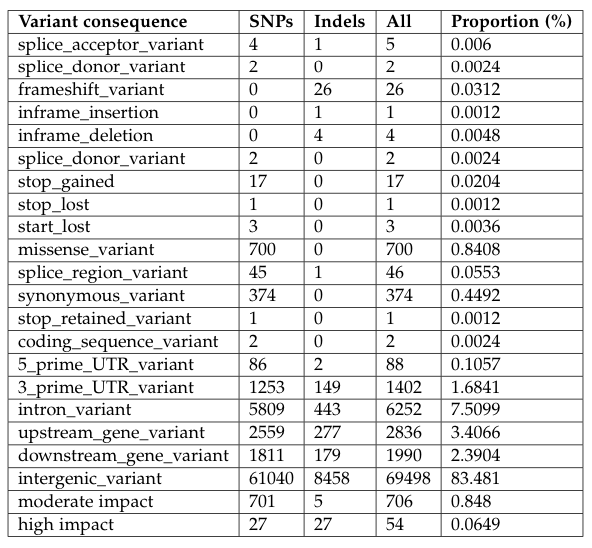 Variant consequence SNPs Indels All Proportion (%)
splice_acceptor_variant 4 1 5 0.006
splice_donor_variant 2 0 2 0.0024
frameshift_variant 0 26 26 0.0312
inframe_insertion 0 1 1 0.0012
inframe_deletion 0 4 4 0.0048
splice_donor_variant 2 0 2 0.0024
stop_gained 17 0 17 0.0204
stop_lost 1 0 1 0.0012
start_lost 3 0 3 0.0036
missense_variant 700 0 700 0.8408
splice_region_variant 45 1 46 0.0553
synonymous_variant 374 0 374 0.4492
stop_retained_variant 1 0 1 0.0012
coding_sequence_variant 2 0 2 0.0024
5_prime_UTR_variant 86 2 88 0.1057
3_prime_UTR_variant 1253 149 1402 1.6841
intron_variant 5809 443 6252 7.5099
upstream_gene_variant 2559 277 2836 3.4066
downstream_gene_variant 1811 179 1990 2.3904
intergenic_variant 61040 8458 69498 83.481
moderate impact 701 5 706 0.848
high impact 27 27 54 0.0649